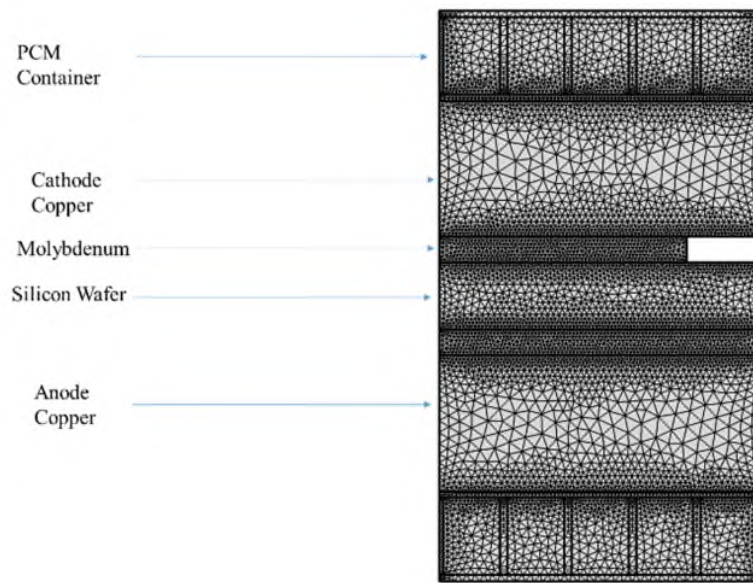 PCM
Container
Cathode
Copper
Molybdenum
Silicon Wafer
Anode
Copper